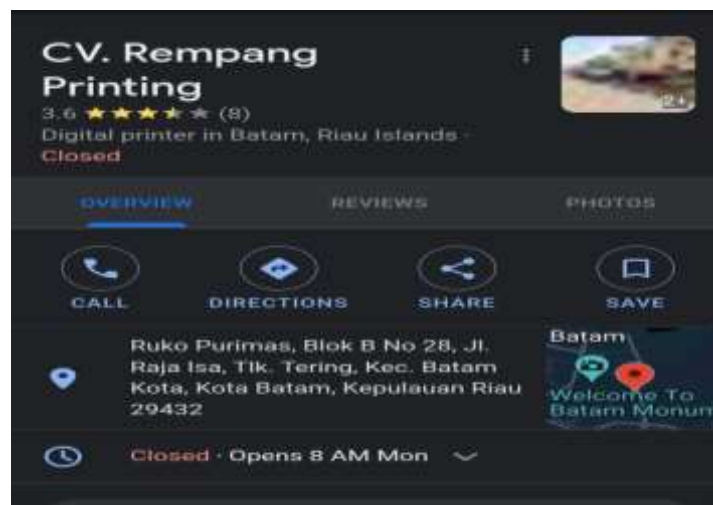 CV. Rempang
Printing
3.6 (8)
Digital printer in Batam, Riau Islands ·
Closed
2+
OVERVIEW
REVIEWS
PHOTOS
CALL
DIRECTIONS
SHARE
SAVE
Ruko Purimas, Blok B No 28, Jl.
Raja Isa, Tlk. Tering, Kec. Batam
Kota, Kota Batam, Kepulauan Riau
29432
Batam
Welcome To
Batam Monum
Closed · Opens 8 AM Mon